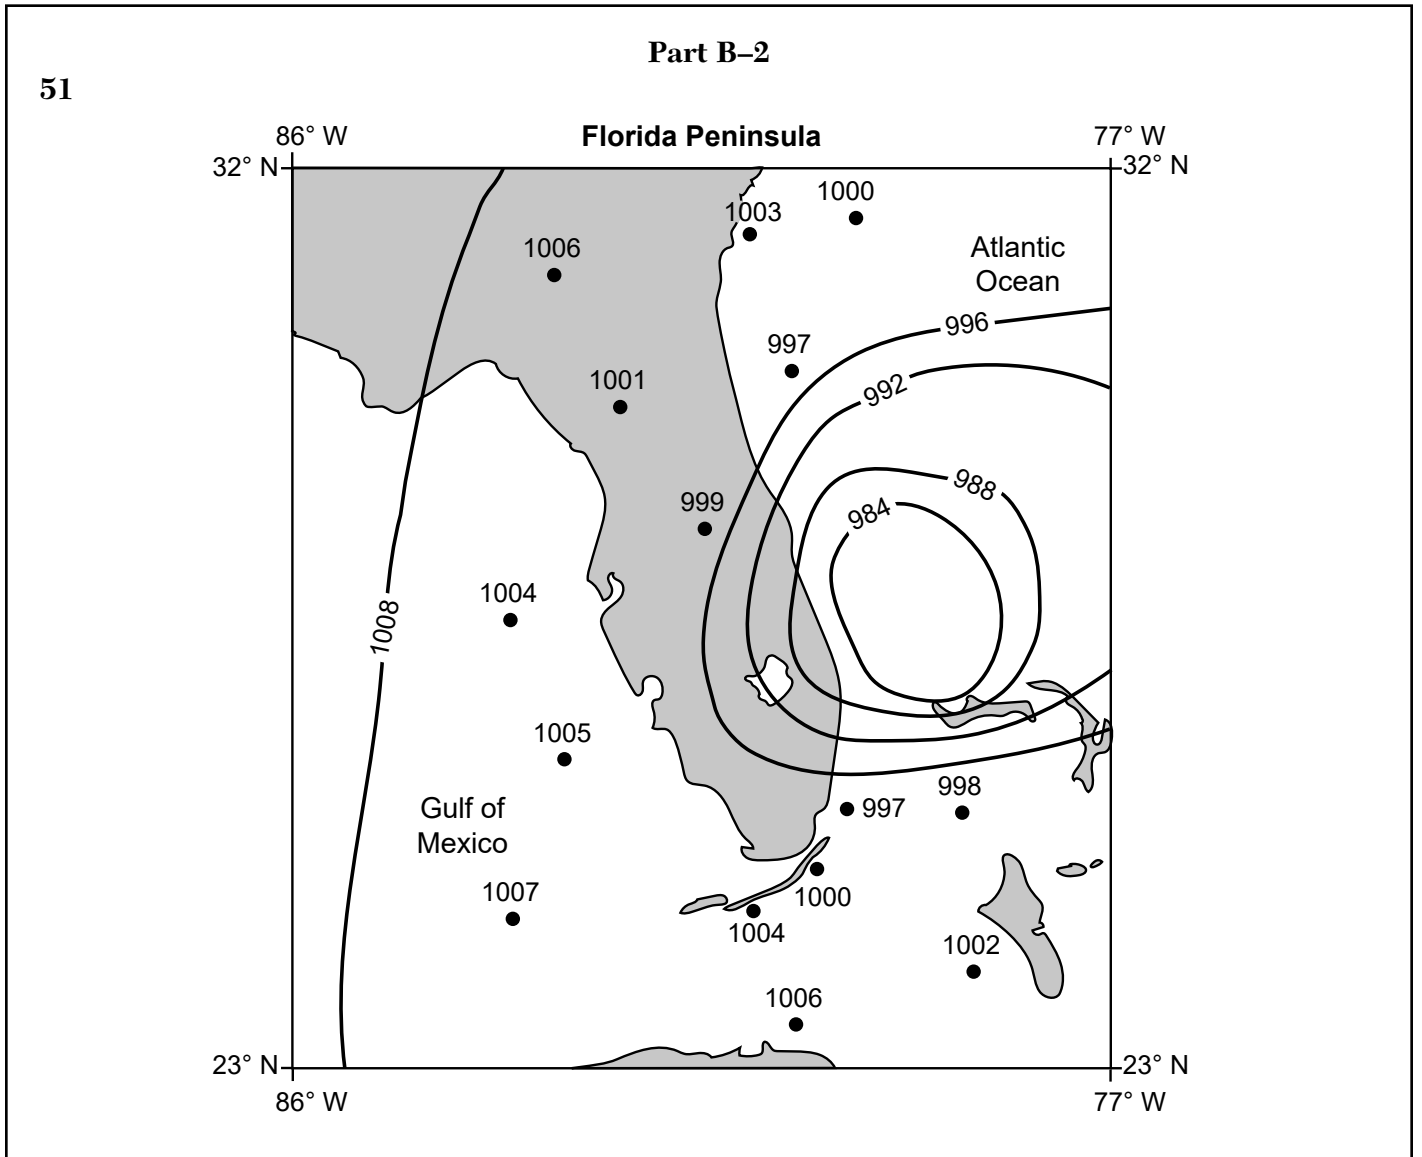 Part B–2
51
86° W
Florida Peninsula
77° W
32° N
32° N
1000
1003
1006
Atlantic
Ocean
996
997
1001
992
988
984
999
1004
1008
1005
998
997
Gulf of
Mexico
1007
1000
1004
1002
1006
23° N
23° N
86° W
77° W